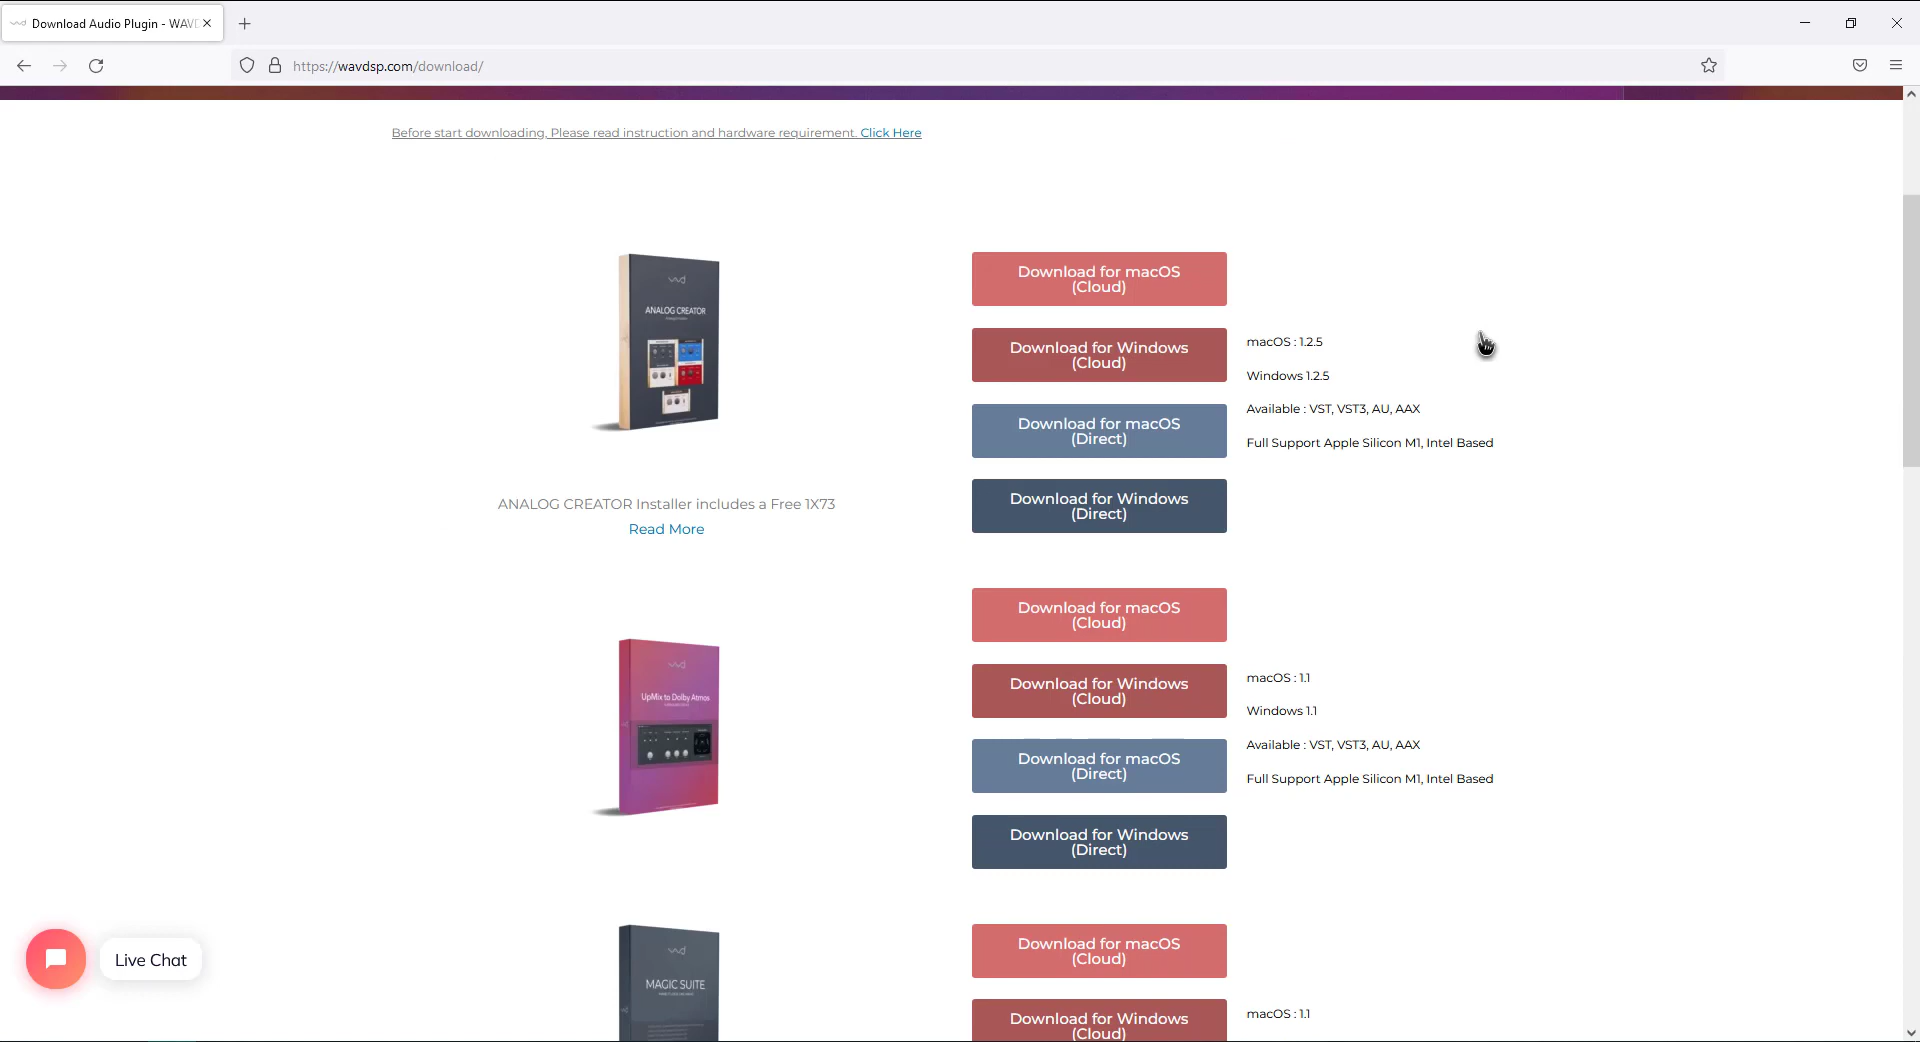 Download Audio Plugin - WAV
https://wavdsp.com/download/
Before start downloading, Please read instruction and hardware requirement. Click Here
ANALOG CREATOR
Download for macOS
(Cloud)
Download for Windows
(Cloud)
Download for macOS
(Direct)
Download for Windows
(Direct)
macOS : 1.2.5
Windows 1.2.5
Available : VST, VST3, AU, AAX
Full Support Apple Silicon M1, Intel Based
ANALOG CREATOR Installer includes a Free 1X73
Read More
UpMix to Dolby Atmos
Download for macOS
(Cloud)
Download for Windows
(Cloud)
Download for macOS
(Direct)
Download for Windows
(Direct)
macOS : 1.1
Windows 1.1
Available : VST, VST3, AU, AAX
Full Support Apple Silicon M1, Intel Based
MAGIC SUITE
Download for macOS
(Cloud)
Download for Windows
(Cloud)
macOS : 1.1
Live Chat